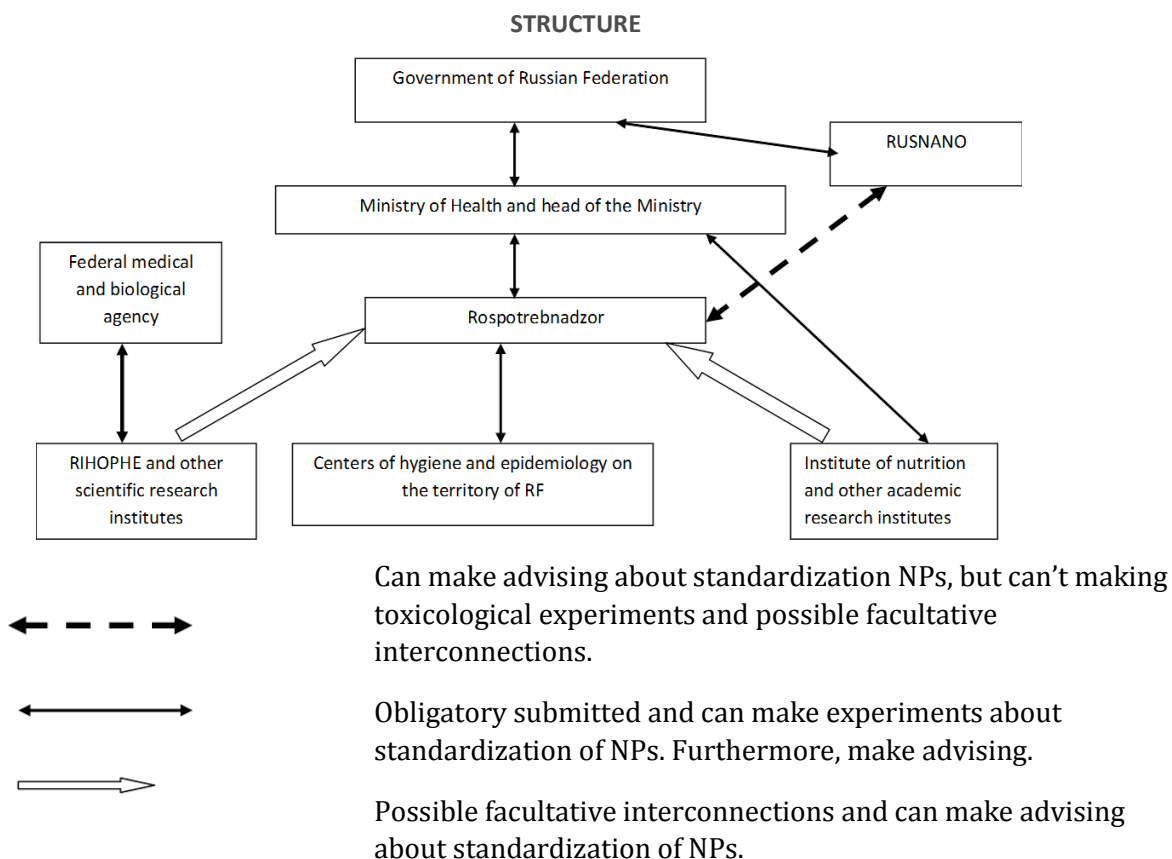 STRUCTURE
Government of Russian Federation
RUSNANO
Ministry of Health and head of the Ministry
Federal medical
and biological
agency
Rospotrebnadzor
RIHOPHE and other
scientific research
institutes
Centers of hygiene and epidemiology on
the territory of RF
Institute of nutrition
and other academic
research institutes
Can make advising about standardization NPs, but can’t making
toxicological experiments and possible facultative
interconnections.
Obligatory submitted and can make experiments about
standardization of NPs. Furthermore, make advising.
Possible facultative interconnections and can make advising
about standardization of NPs.